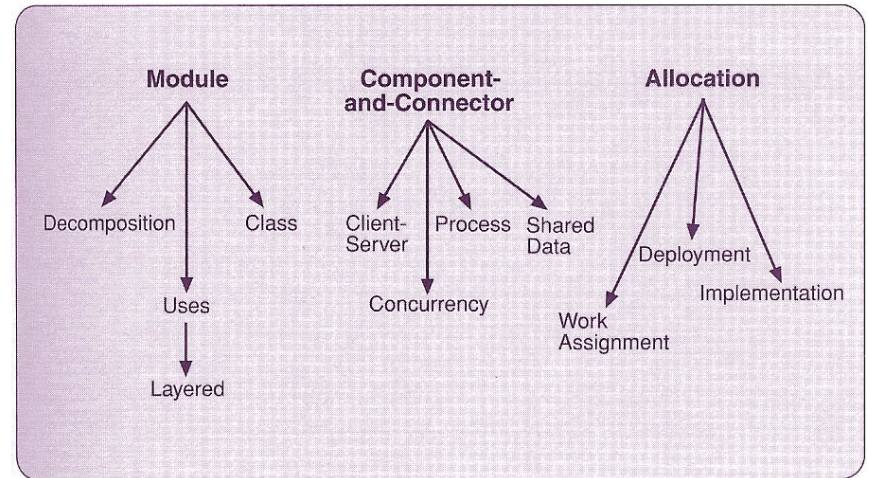 Module
Component-
and-Connector
Allocation
Decomposition
Class
Client-
Server
Process
Shared
Data
Deployment
Uses
Concurrency
Implementation
Work
Assignment
Layered